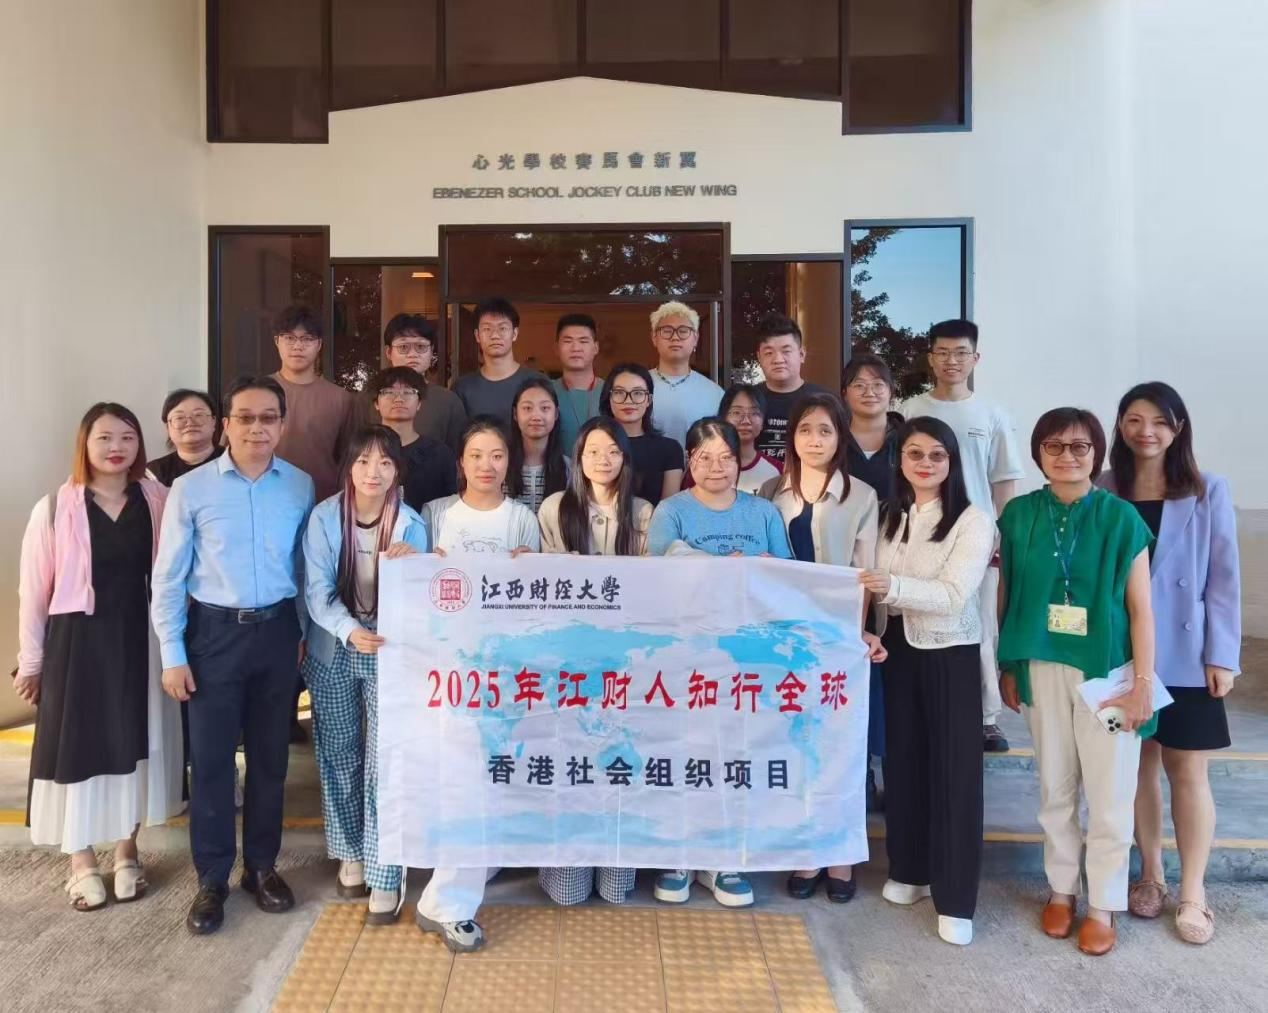 心光學校賽馬會新翼
EBENEZER SCHOOL JOCKEY CLUB NEW WING
江西财经大学
JIANGXI UNIVERSITY OF FINANCE AND ECONOMICS
2025年江财人知行全球
香港社会组织项目
Camping coffee